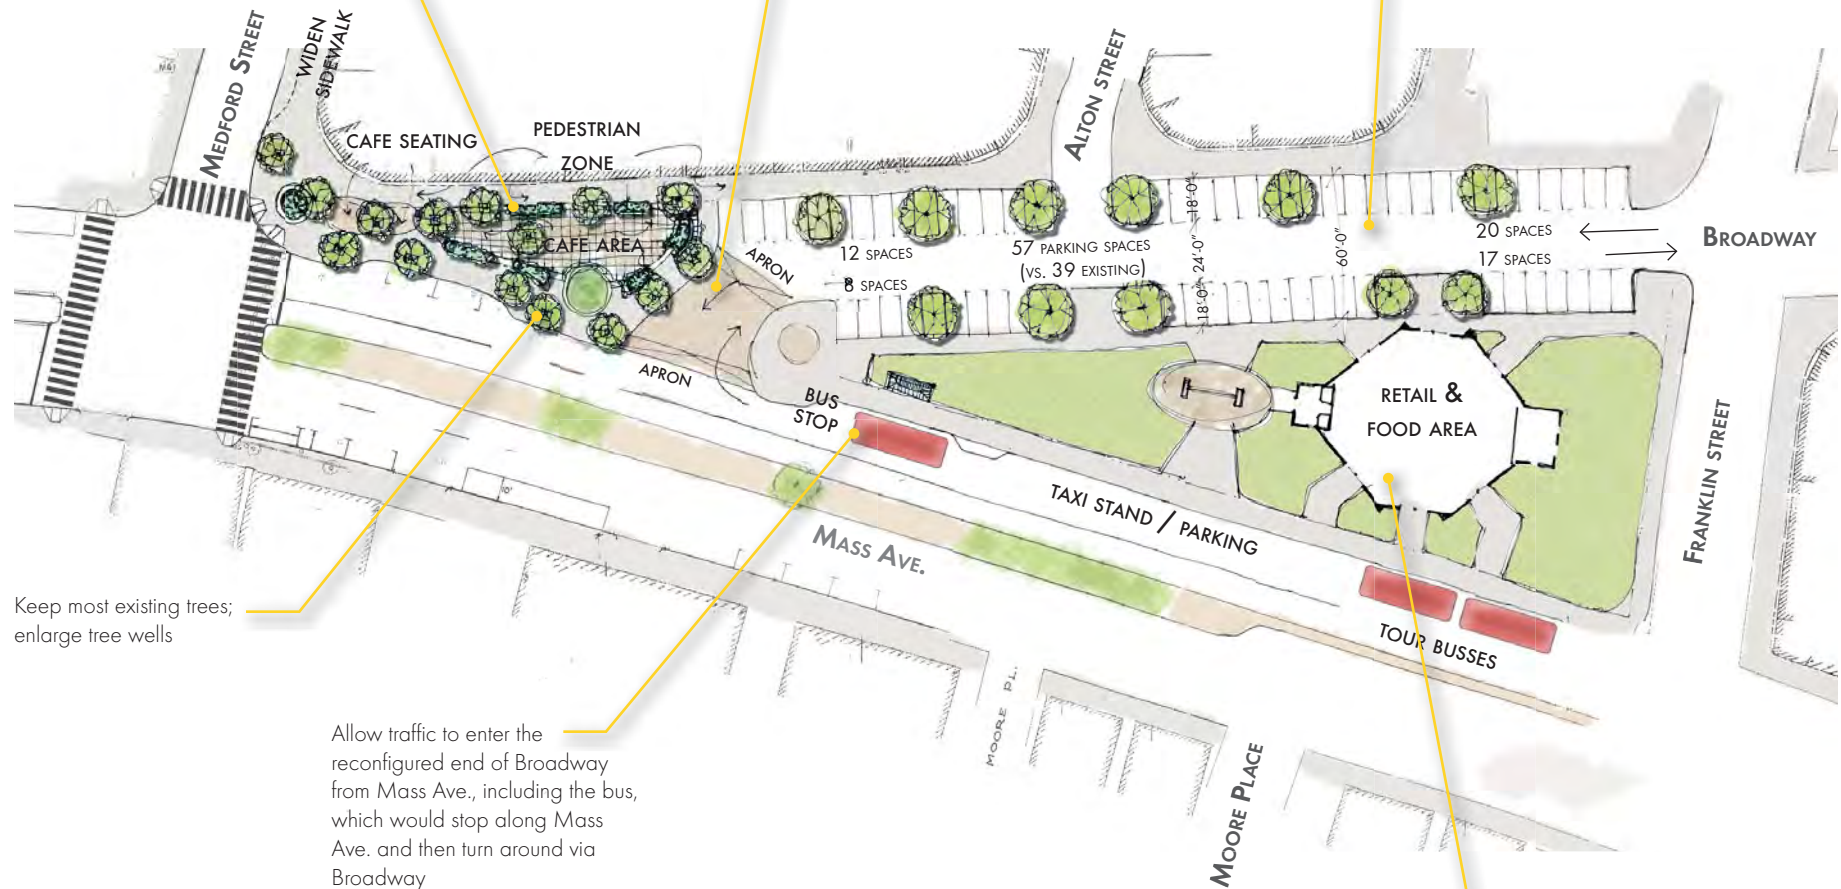 MEDFORD STREET
WIDEN
SIDEWALK
CAFE SEATING
PEDESTRIAN
ZONE
CAFE AREA
APRON
APRON
ALTON STREET
12 SPACES
8 SPACES
57 PARKING SPACES
(VS. 39 EXISTING)
18'-0"
24'-0"
18'-0"
60'-0"
20 SPACES
17 SPACES
BROADWAY
BUS
STOP
RETAIL &
FOOD AREA
FRANKLIN STREET
TAXI STAND / PARKING
MASS AVE.
10'
TOUR BUSSES
MOORE PL.
MOORE PLACE
Keep most existing trees;
enlarge tree wells
Allow traffic to enter the
reconfigured end of Broadway
from Mass Ave., including the bus,
which would stop along Mass
Ave. and then turn around via
Broadway